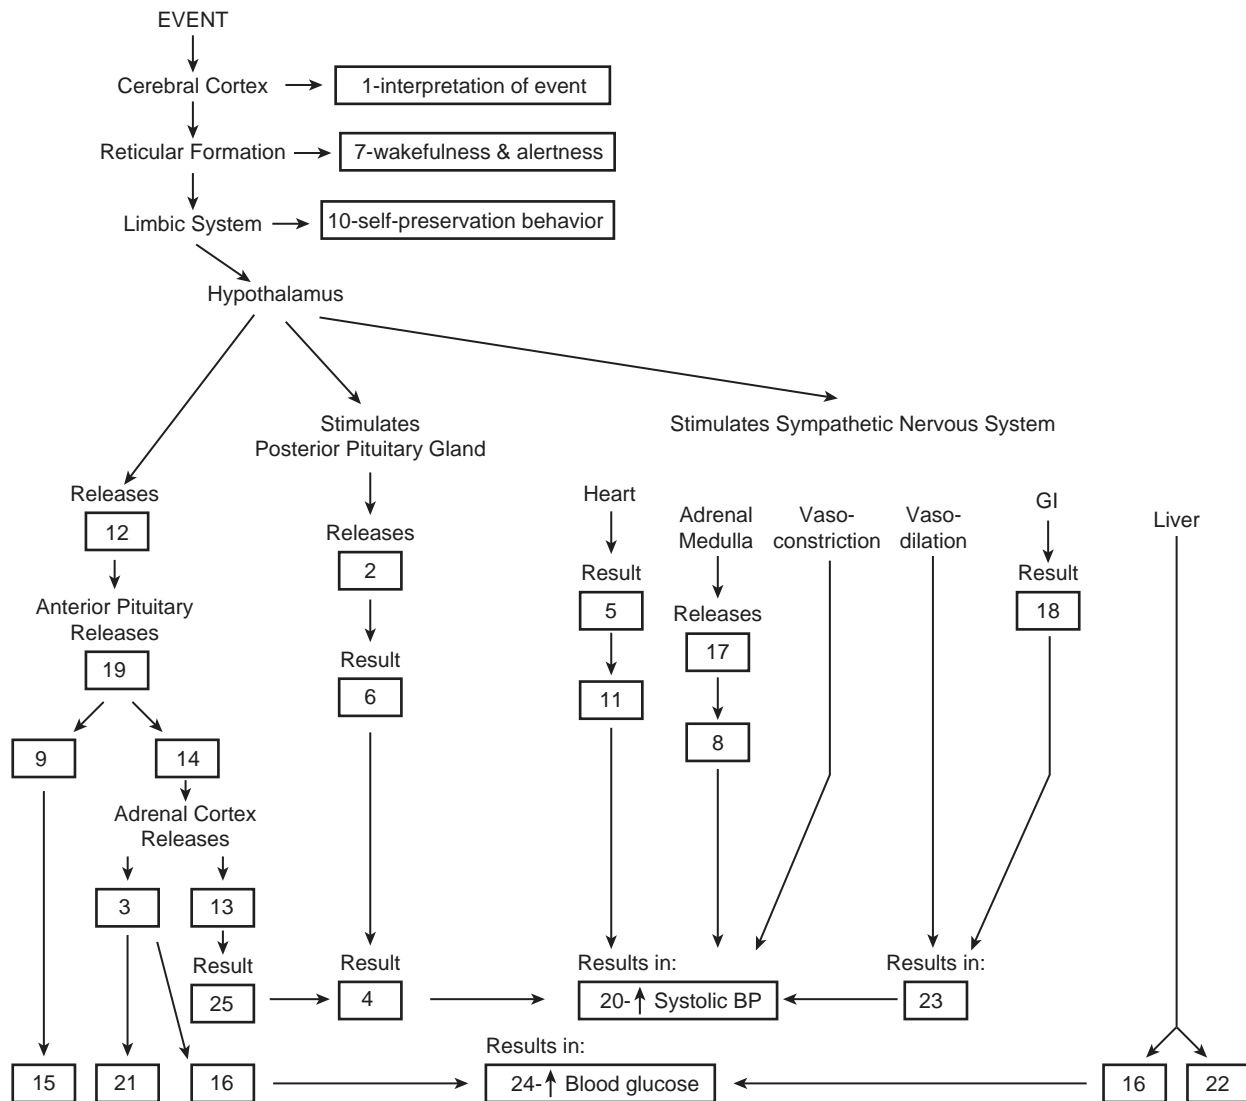 EVENT
Cerebral Cortex
1-interpretation of event
Reticular Formation
7-wakefulness & alertness
Limbic System
10-self-preservation behavior
Hypothalamus
Stimulates
Posterior Pituitary Gland
Stimulates Sympathetic Nervous System
Releases
12
Anterior Pituitary
Releases
19
9
14
Adrenal Cortex
Releases
3
13
Result
25
15
21
16
Releases
2
Result
6
Result
4
Heart
Result
5
11
Adrenal
Medulla
Releases
17
8
Vaso-
constriction
Vaso-
dilation
GI
Result
18
Liver
Results in:
20-↑ Systolic BP
Results in:
23
Results in:
24-↑ Blood glucose
16
22